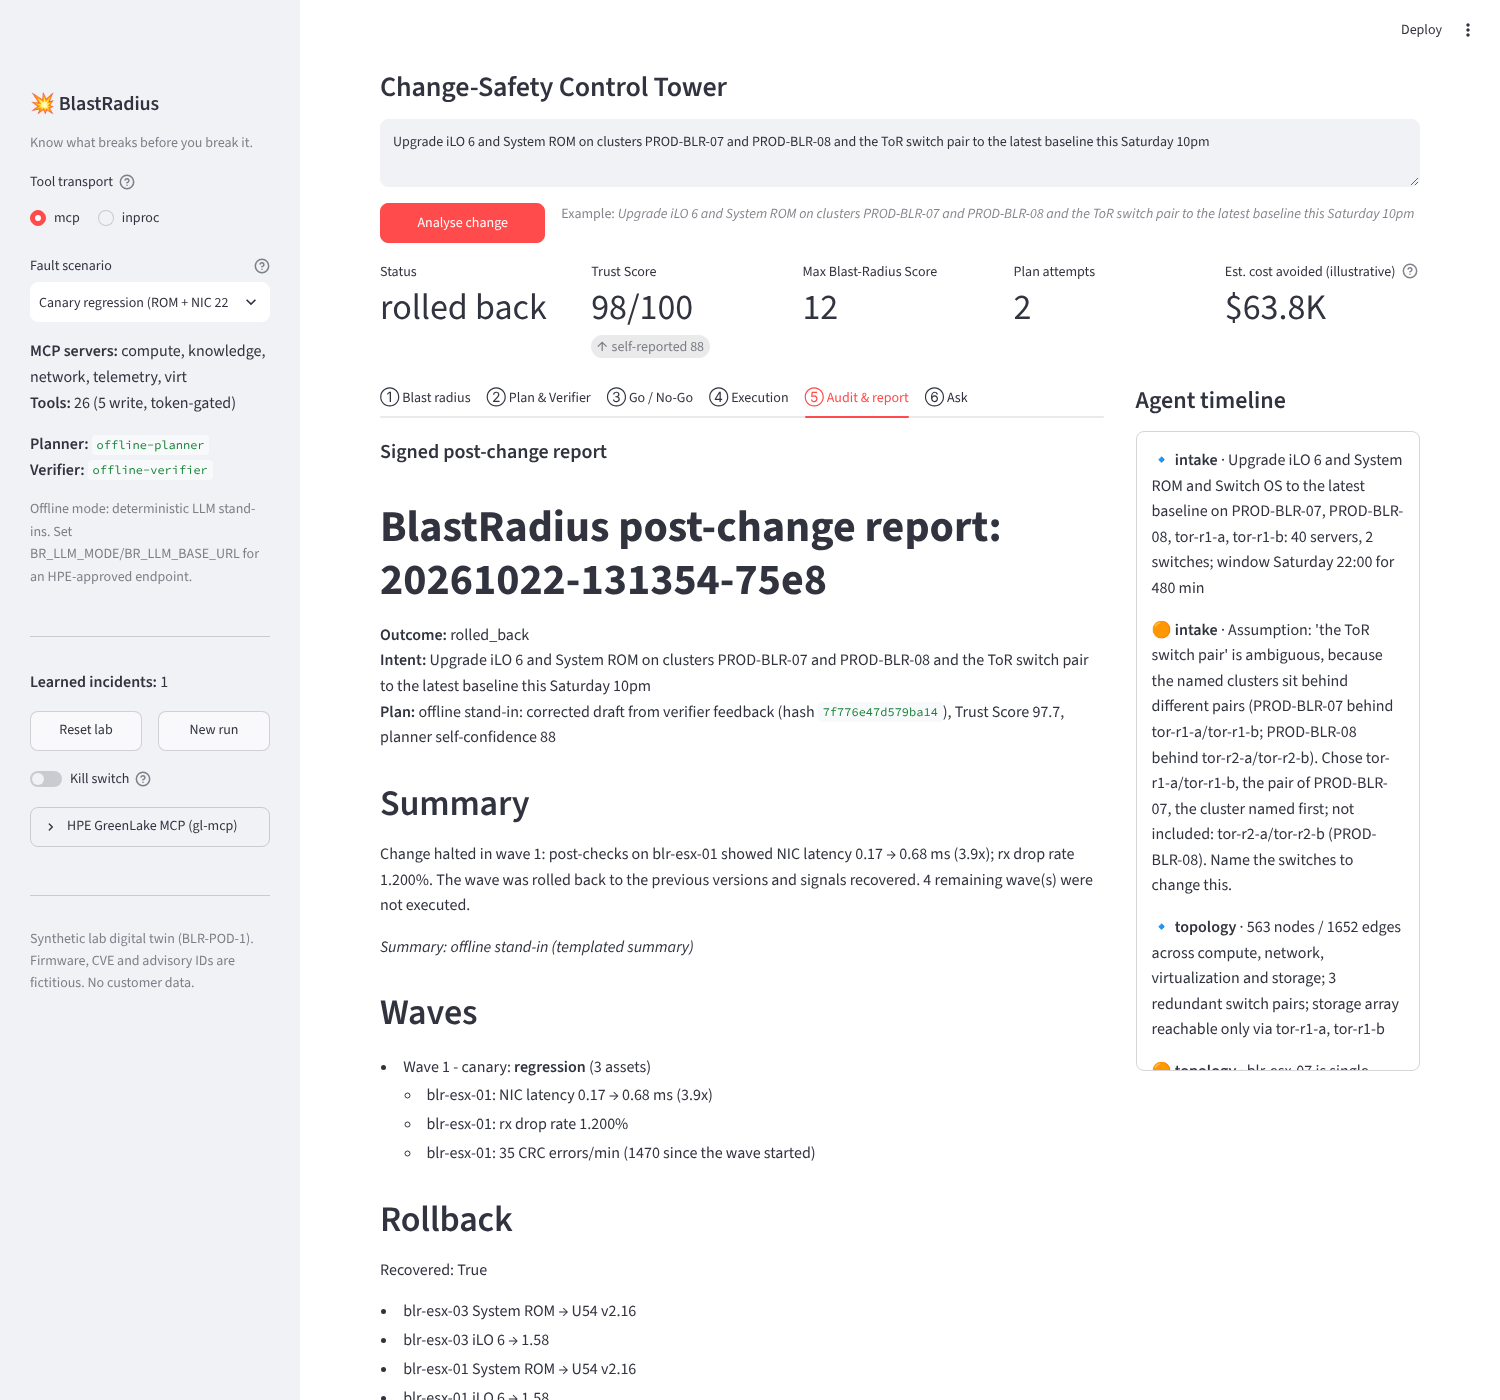 Deploy
💥 BlastRadius
Know what breaks before you break it.
Tool transport
mcp
inproc
Fault scenario
Canary regression (ROM + NIC 22
MCP servers: compute, knowledge,
network, telemetry, virt
Tools: 26 (5 write, token-gated)
Planner: offline-planner
Verifier: offline-verifier
Offline mode: deterministic LLM stand-
ins. Set
BR_LLM_MODE/BR_LLM_BASE_URL for
an HPE-approved endpoint.
Learned incidents: 1
Reset lab
New run
Kill switch
HPE GreenLake MCP (gl-mcp)
Synthetic lab digital twin (BLR-POD-1).
Firmware, CVE and advisory IDs are
fictitious. No customer data.
Change-Safety Control Tower
Upgrade iLO 6 and System ROM on clusters PROD-BLR-07 and PROD-BLR-08 and the ToR switch pair to the latest baseline this Saturday 10pm
Analyse change
Example: Upgrade iLO 6 and System ROM on clusters PROD-BLR-07 and PROD-BLR-08 and the ToR switch pair to the latest baseline this Saturday 10pm
Status
rolled back
Trust Score
98/100
↑ self-reported 88
Max Blast-Radius Score
12
Plan attempts
2
Est. cost avoided (illustrative)
$63.8K
① Blast radius
② Plan & Verifier
③ Go / No-Go
④ Execution
⑤ Audit & report
⑥ Ask
Signed post-change report
BlastRadius post-change report:
20261022-131354-75e8
Outcome: rolled_back
Intent: Upgrade iLO 6 and System ROM on clusters PROD-BLR-07 and PROD-BLR-08 and the ToR switch pair
to the latest baseline this Saturday 10pm
Plan: offline stand-in: corrected draft from verifier feedback (hash 7f776e47d579ba14 ), Trust Score 97.7,
planner self-confidence 88
Summary
Change halted in wave 1: post-checks on blr-esx-01 showed NIC latency 0.17 → 0.68 ms (3.9x); rx drop rate
1.200%. The wave was rolled back to the previous versions and signals recovered. 4 remaining wave(s) were
not executed.
Summary: offline stand-in (templated summary)
Waves
• Wave 1 - canary: regression (3 assets)
◦ blr-esx-01: NIC latency 0.17 → 0.68 ms (3.9x)
◦ blr-esx-01: rx drop rate 1.200%
◦ blr-esx-01: 35 CRC errors/min (1470 since the wave started)
Rollback
Recovered: True
• blr-esx-03 System ROM → U54 v2.16
• blr-esx-03 iLO 6 → 1.58
• blr-esx-01 System ROM → U54 v2.16
• blr-esx-01 iLO 6 → 1.58
Agent timeline
🔹 intake · Upgrade iLO 6 and System
ROM and Switch OS to the latest
baseline on PROD-BLR-07, PROD-BLR-
08, tor-r1-a, tor-r1-b: 40 servers, 2
switches; window Saturday 22:00 for
480 min
🟠 intake · Assumption: 'the ToR
switch pair' is ambiguous, because
the named clusters sit behind
different pairs (PROD-BLR-07 behind
tor-r1-a/tor-r1-b; PROD-BLR-08
behind tor-r2-a/tor-r2-b). Chose tor-
r1-a/tor-r1-b, the pair of PROD-BLR-
07, the cluster named first; not
included: tor-r2-a/tor-r2-b (PROD-
BLR-08). Name the switches to
change this.
🔹 topology · 563 nodes / 1652 edges
across compute, network,
virtualization and storage; 3
redundant switch pairs; storage array
reachable only via tor-r1-a, tor-r1-b
🟠 topology · blr-esx-07 is single-